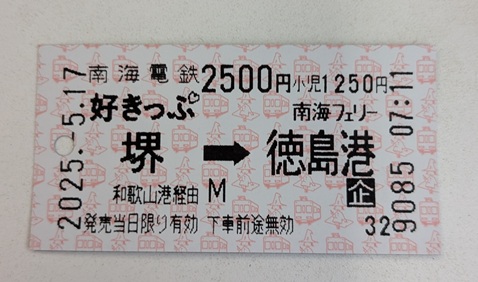 南海電鉄 2500円 小児1250円
好きっぷ♡ 南海フェリー
堺 ➡ 徳島港
和歌山港経由 M 企
発売当日限り有効 下車前途無効 32
2025.-5.17
9085 07:11